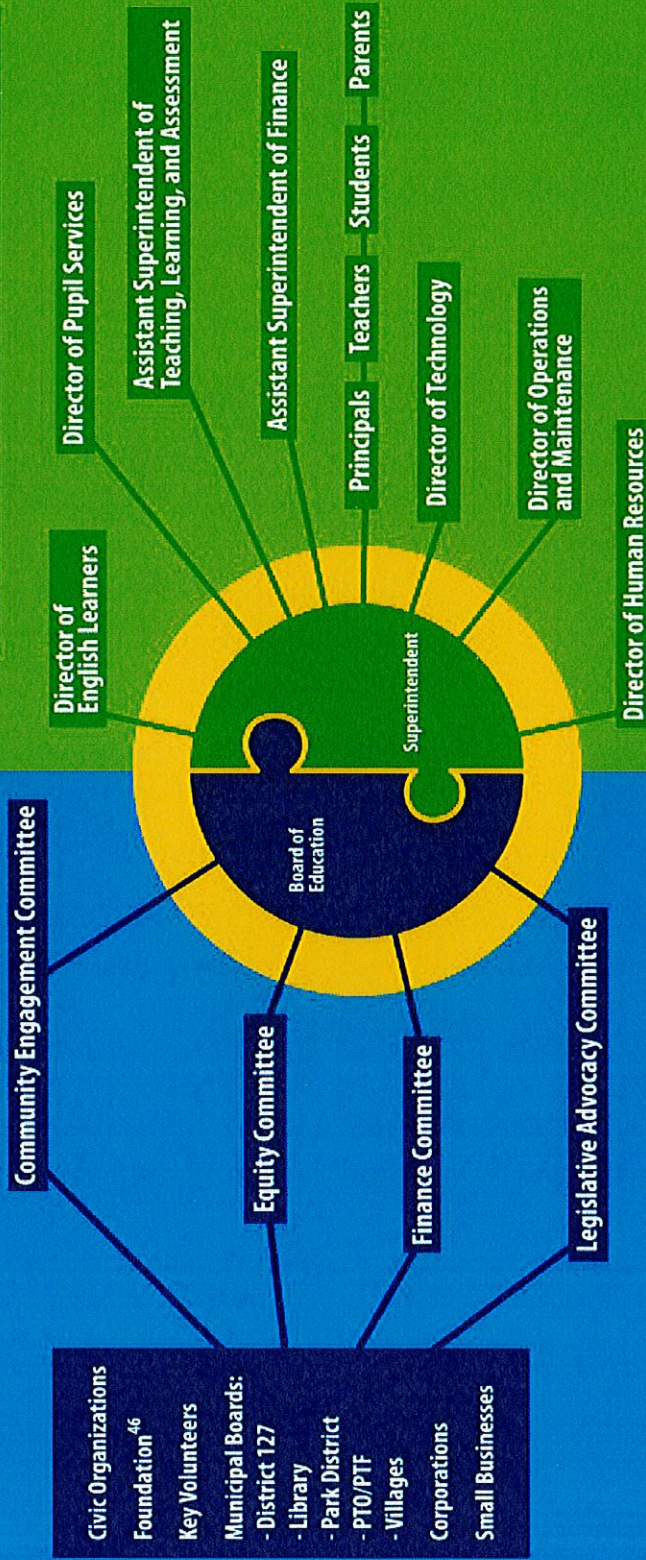 Civic Organizations
Foundation46
Key Volunteers
Municipal Boards:
- District 127
- Library
- Park District
- PTO/PTF
- Villages
Corporations
Small Businesses
Community Engagement Committee
Equity Committee
Finance Committee
Legislative Advocacy Committee
Board of
Education
Superintendent
Director of
English Learners
Director of Pupil Services
Assistant Superintendent of
Teaching, Learning, and Assessment
Assistant Superintendent of Finance
Principals
Teachers
Students
Parents
Director of Technology
Director of Operations
and Maintenance
Director of Human Resources